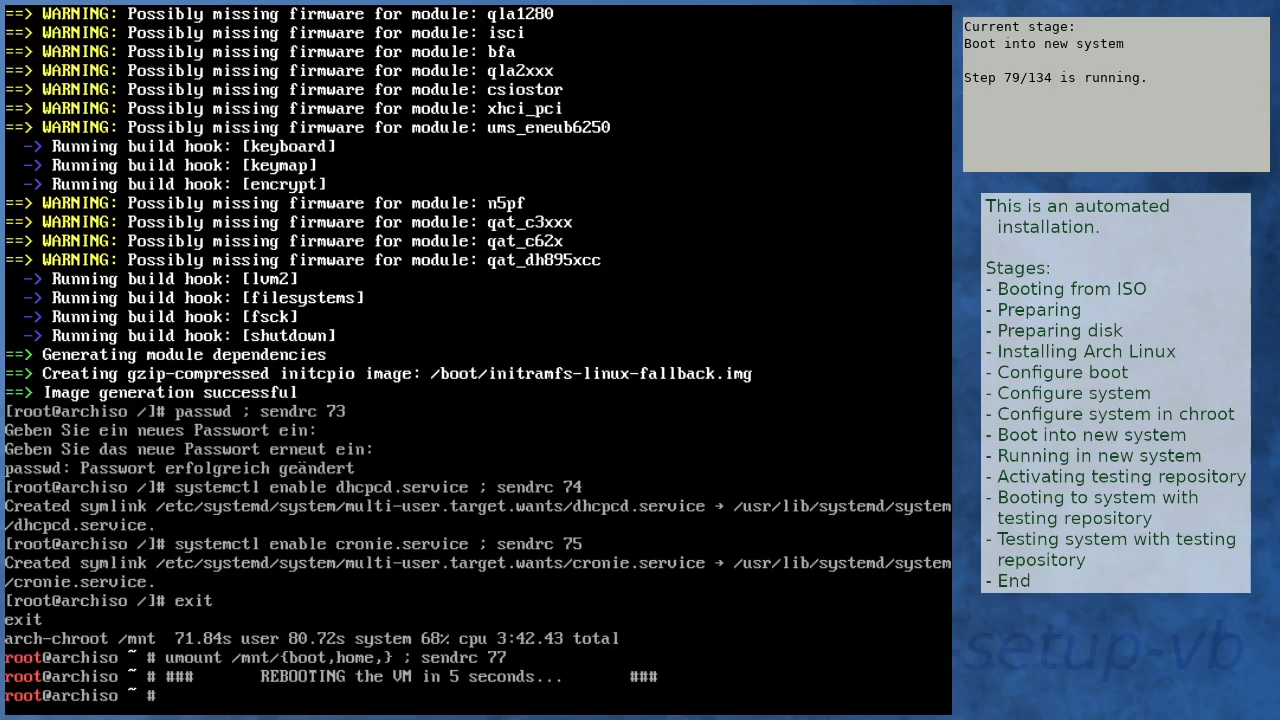 ==> WARNING: Possibly missing firmware for module: qla1280
==> WARNING: Possibly missing firmware for module: isci
==> WARNING: Possibly missing firmware for module: bfa
==> WARNING: Possibly missing firmware for module: qla2xxx
==> WARNING: Possibly missing firmware for module: csiostor
==> WARNING: Possibly missing firmware for module: xhci_pci
==> WARNING: Possibly missing firmware for module: ums_eneub6250
-> Running build hook: [keyboard]
-> Running build hook: [keymap]
-> Running build hook: [encrypt]
==> WARNING: Possibly missing firmware for module: n5pf
==> WARNING: Possibly missing firmware for module: qat_c3xxx
==> WARNING: Possibly missing firmware for module: qat_c62x
==> WARNING: Possibly missing firmware for module: qat_dh895xcc
-> Running build hook: [lvm2]
-> Running build hook: [filesystems]
-> Running build hook: [fsck]
-> Running build hook: [shutdown]
==> Generating module dependencies
==> Creating gzip-compressed initcpio image: /boot/initramfs-linux-fallback.img
==> Image generation successful
[root@archiso /]# passwd ; sendrc 73
Geben Sie ein neues Passwort ein:
Geben Sie das neue Passwort erneut ein:
passwd: Passwort erfolgreich geändert
[root@archiso /]# systemctl enable dhcpcd.service ; sendrc 74
Created symlink /etc/systemd/system/multi-user.target.wants/dhcpcd.service → /usr/lib/systemd/system
/dhcpcd.service.
[root@archiso /]# systemctl enable cronie.service ; sendrc 75
Created symlink /etc/systemd/system/multi-user.target.wants/cronie.service → /usr/lib/systemd/system
/cronie.service.
[root@archiso /]# exit
exit
arch-chroot /mnt  71.84s user 80.72s system 68% cpu 3:42.43 total
root@archiso ~ # umount /mnt/{boot,home,} ; sendrc 77
root@archiso ~ # ###       REBOOTING the VM in 5 seconds...       ###
root@archiso ~ #
Current stage:
Boot into new system
Step 79/134 is running.
This is an automated
installation.
Stages:
- Booting from ISO
- Preparing
- Preparing disk
- Installing Arch Linux
- Configure boot
- Configure system
- Configure system in chroot
- Boot into new system
- Running in new system
- Activating testing repository
- Booting to system with
testing repository
- Testing system with testing
repository
- End
-setup-vb